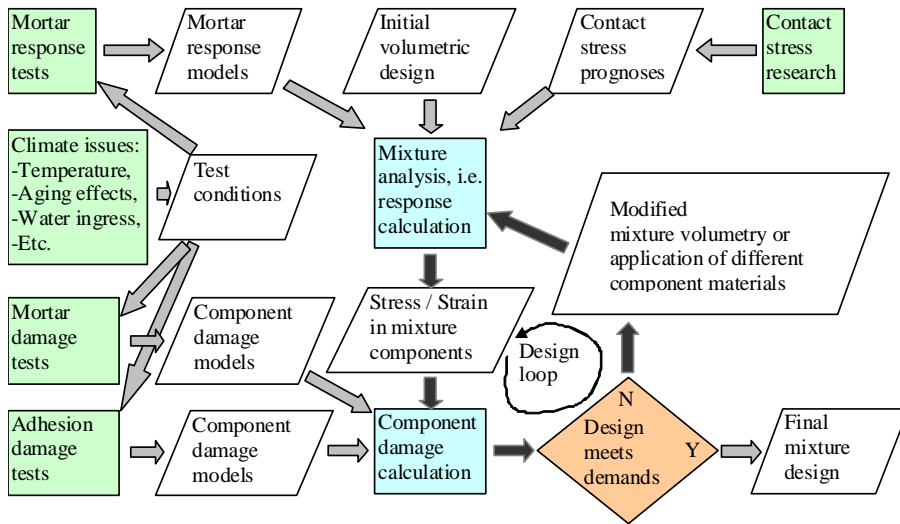 Mortar
response
tests
Mortar
response
models
Initial
volumetric
design
Contact
stress
prognoses
Contact
stress
research
Climate issues:
-Temperature,
-Aging effects,
-Water ingress,
-Etc.
Test
conditions
Mixture
analysis, i.e.
response
calculation
Modified
mixture volumetry or
application of different
component materials
Mortar
damage
tests
Component
damage
models
Stress / Strain
in mixture
components
Design
loop
Adhesion
damage
tests
Component
damage
models
Component
damage
calculation
N
Design
meets
demands
Y
Final
mixture
design